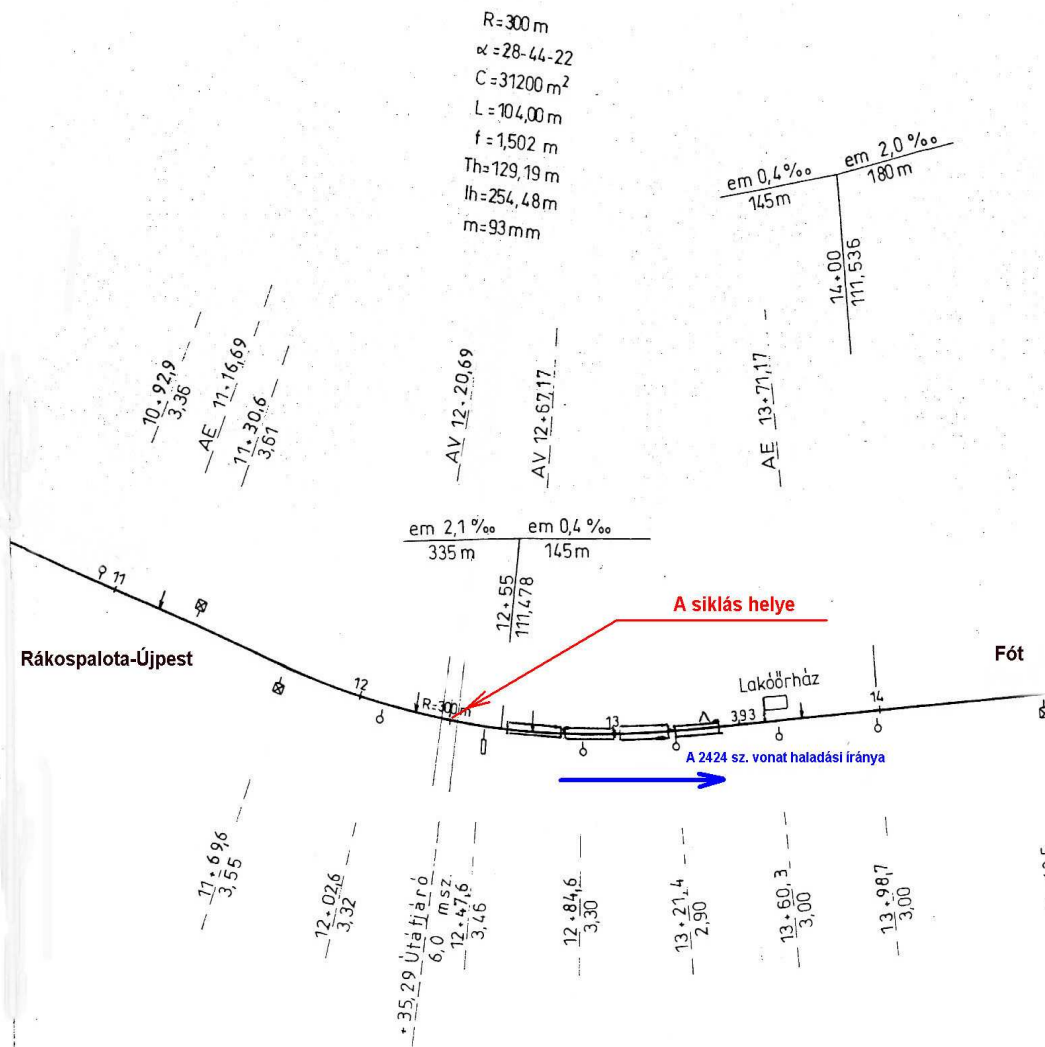 R=300 m
α=28-44-22
C=31200 m²
L=104,00 m
f=1,502 m
Th=129,19 m
Ih=254,48 m
m=93 mm
em 0,4‰
145m
em 2,0‰
180m
14+00
111,536
10+92,9
3,36
AE 11+16,69
11+30,6
3,61
AV 12+20,69
AV 12+67,17
AE 13+71,17
em 2,1‰
335 m
em 0,4‰
145m
12+55
111,478
A siklás helye
Rákospalota-Újpest
Fót
11
12
R=300m
13
3,93
Lakóőrház
14
A 2424 sz. vonat haladási íránya
11+69,6
3,55
12+02,6
3,32
+35,29 Útátjáró
6,0 msz.
12+47,6
3,46
12+84,6
3,30
13+21,4
2,90
13+60,3
3,00
13+98,7
3,00